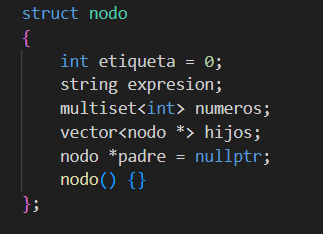 struct nodo
{
    int etiqueta = 0;
    string expresion;
    multiset<int> numeros;
    vector<nodo *> hijos;
    nodo *padre = nullptr;
    nodo() {}
};